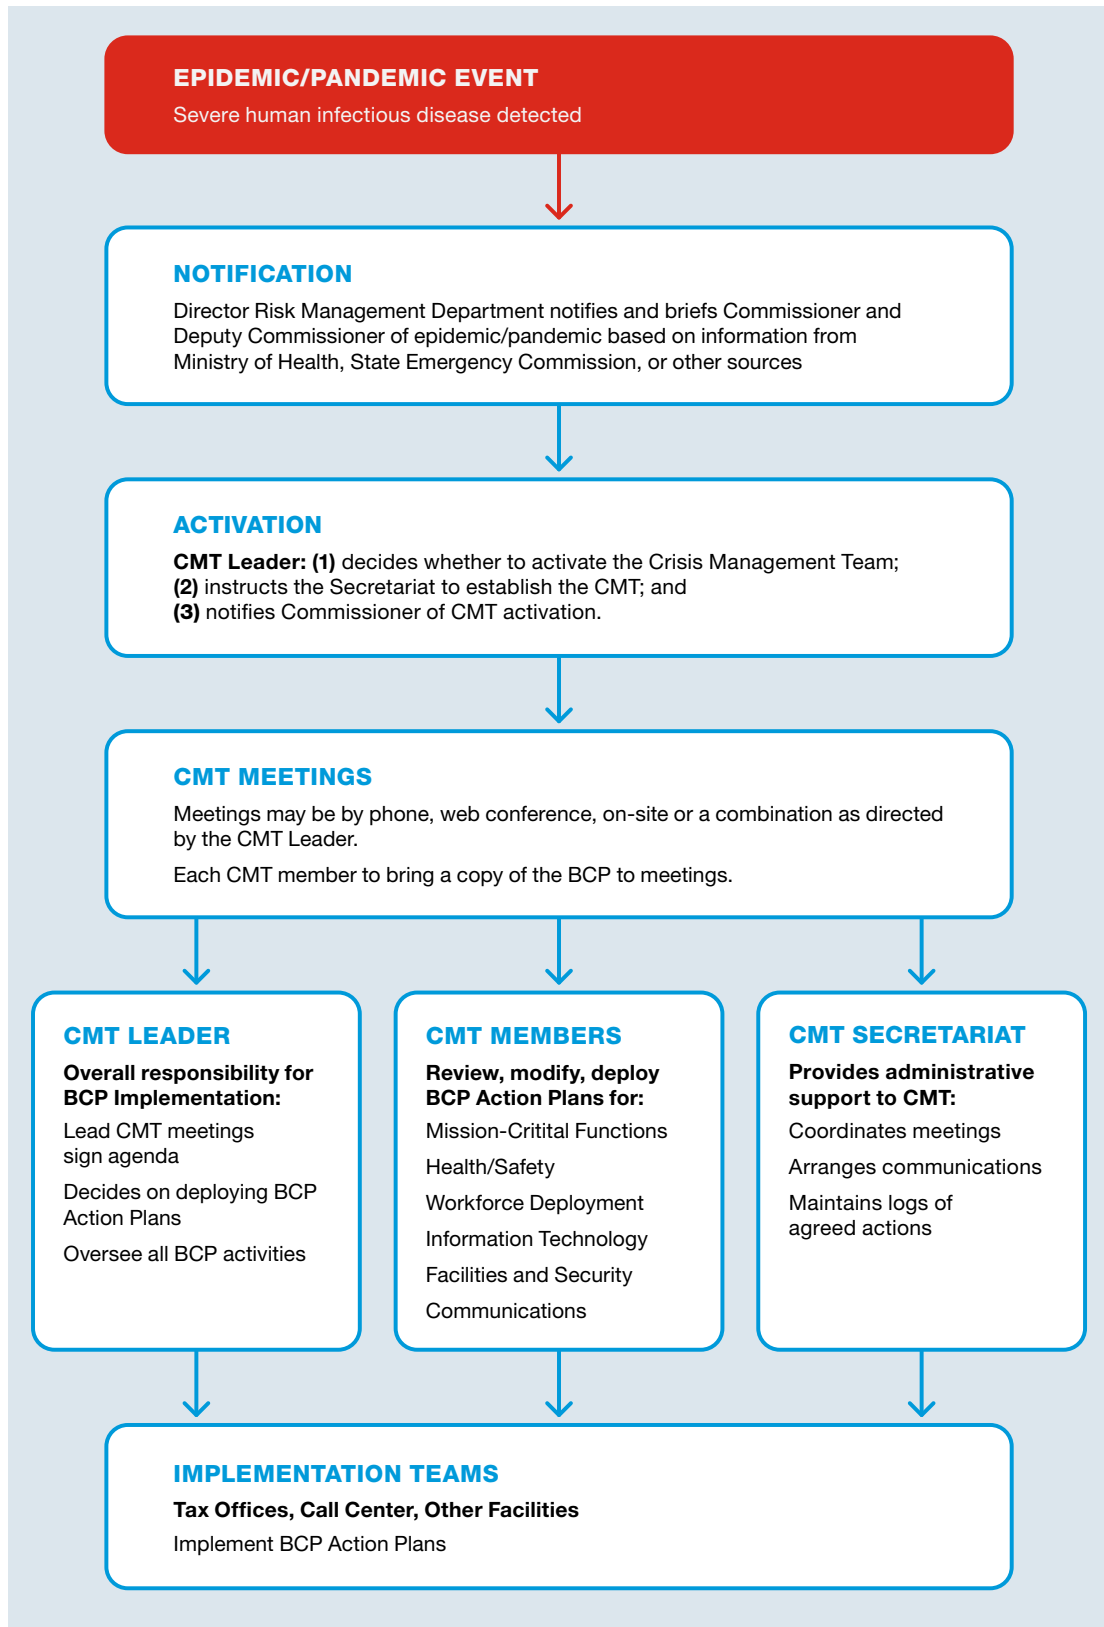 EPIDEMIC/PANDEMIC EVENT
Severe human infectious disease detected
NOTIFICATION
Director Risk Management Department notifies and briefs Commissioner and
Deputy Commissioner of epidemic/pandemic based on information from
Ministry of Health, State Emergency Commission, or other sources
ACTIVATION
CMT Leader: (1) decides whether to activate the Crisis Management Team;
(2) instructs the Secretariat to establish the CMT; and
(3) notifies Commissioner of CMT activation.
CMT MEETINGS
Meetings may be by phone, web conference, on-site or a combination as directed
by the CMT Leader.
Each CMT member to bring a copy of the BCP to meetings.
CMT LEADER
Overall responsibility for
BCP Implementation:
Lead CMT meetings
sign agenda
Decides on deploying BCP
Action Plans
Oversee all BCP activities
CMT MEMBERS
Review, modify, deploy
BCP Action Plans for:
Mission-Critital Functions
Health/Safety
Workforce Deployment
Information Technology
Facilities and Security
Communications
CMT SECRETARIAT
Provides administrative
support to CMT:
Coordinates meetings
Arranges communications
Maintains logs of
agreed actions
IMPLEMENTATION TEAMS
Tax Offices, Call Center, Other Facilities
Implement BCP Action Plans